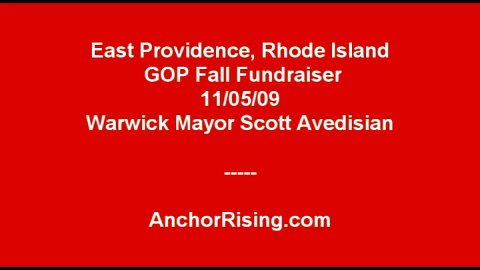 East Providence, Rhode Island
GOP Fall Fundraiser
11/05/09
Warwick Mayor Scott Avedisian
-----
AnchorRising.com